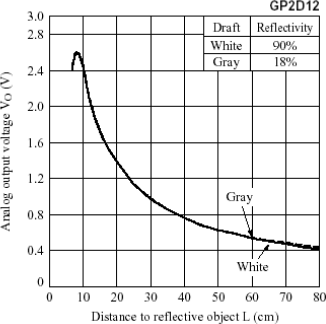 GP2D12
Draft Reflectivity
White 90%
Gray 18%
Analog output voltage VO (V)
3.0
2.8
2.4
2.0
1.6
1.2
0.8
0.4
0
Gray
White
0 10 20 30 40 50 60 70 80
Distance to reflective object L (cm)